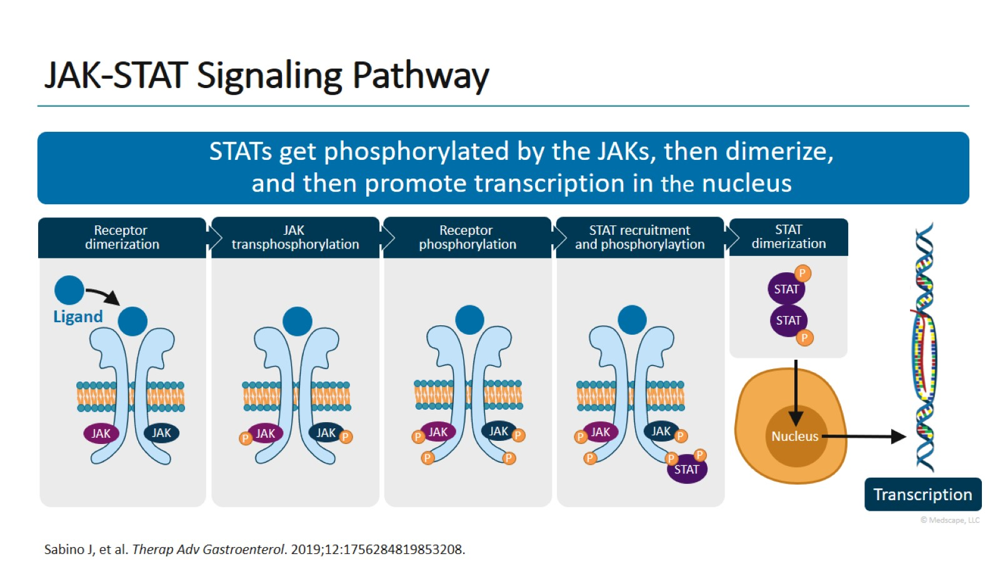 JAK-STAT Signaling Pathway
STATs get phosphorylated by the JAKs, then dimerize,
and then promote transcription in the nucleus
Receptor
dimerization
JAK
transphosphorylation
Receptor
phosphorylation
STAT recruitment
and phosphorylaytion
STAT
dimerization
Ligand
JAK
JAK
P
JAK
JAK
P
P
JAK
JAK
P
P
P
P
JAK
JAK
P
P
P
P
STAT
P
STAT
STAT
P
Nucleus
Transcription
© Medscape, LLC
Sabino J, et al. Therap Adv Gastroenterol. 2019;12:1756284819853208.